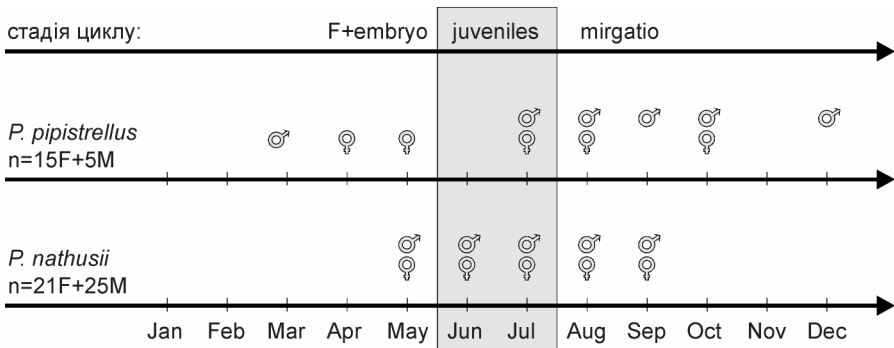 стадія циклу: F+embryo juveniles mirgatio
P. pipistrellus
n=15F+5M
P. nathusii
n=21F+25M
Jan Feb Mar Apr May Jun Jul Aug Sep Oct Nov Dec